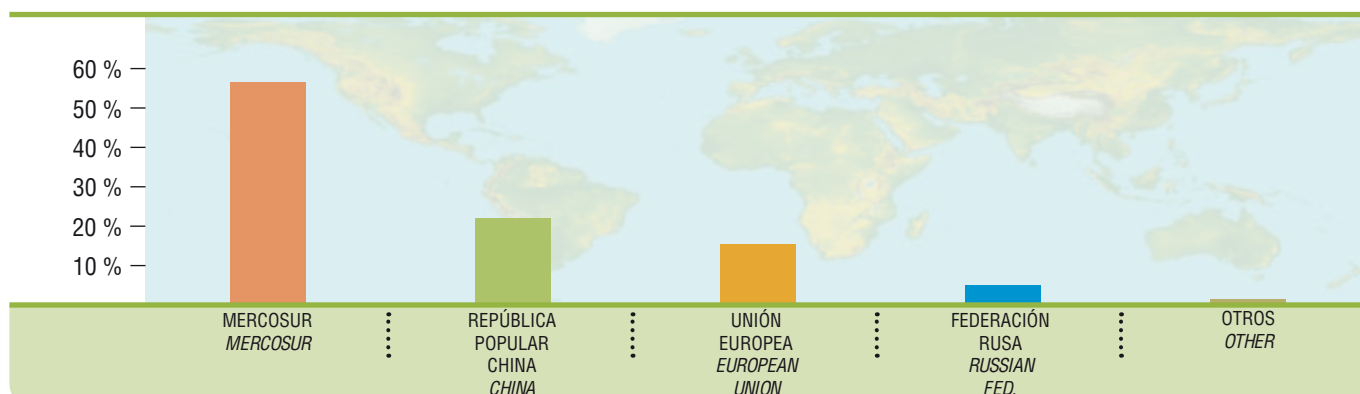 60 %
50 %
40 %
30 %
20 %
10 %
MERCOSUR
MERCOSUR
REPÚBLICA
POPULAR
CHINA
CHINA
UNIÓN
EUROPEA
EUROPEAN
UNION
FEDERACIÓN
RUSA
RUSSIAN
FED.
OTROS
OTHER